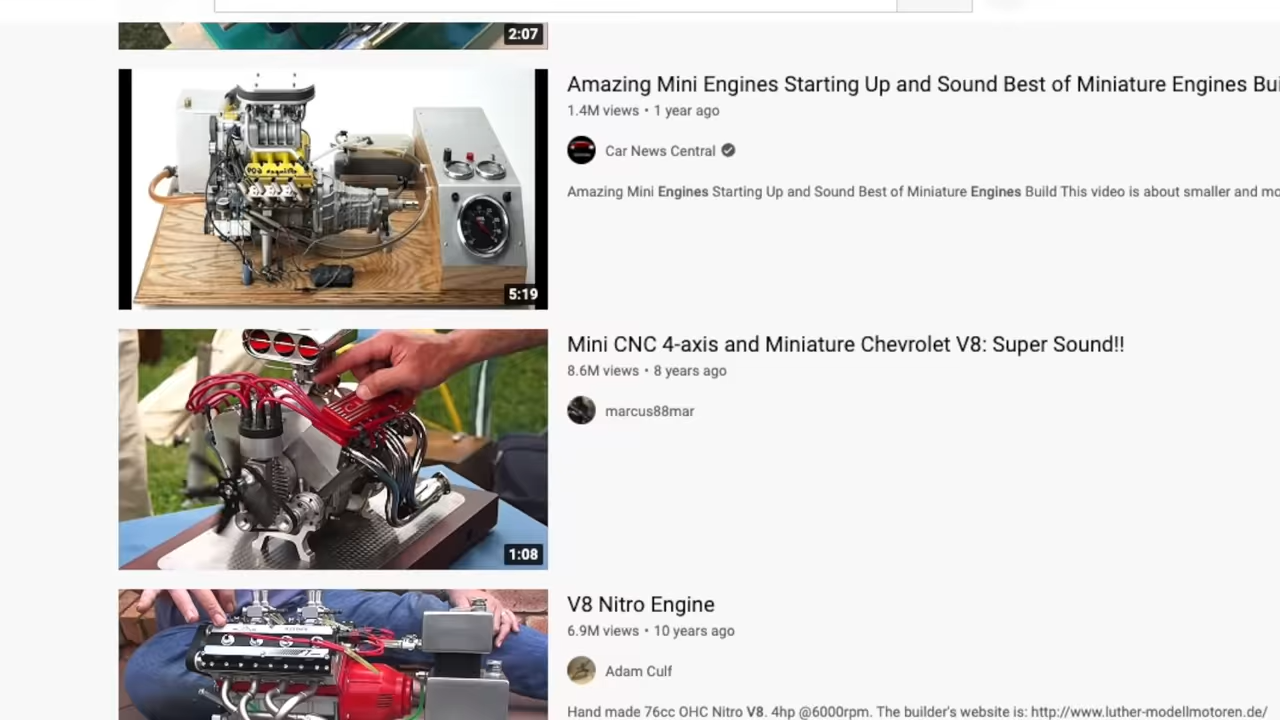 2:07
Amazing Mini Engines Starting Up and Sound Best of Miniature Engines Bui
1.4M views • 1 year ago
Car News Central
Amazing Mini Engines Starting Up and Sound Best of Miniature Engines Build This video is about smaller and mo
5:19
Mini CNC 4-axis and Miniature Chevrolet V8: Super Sound!!
8.6M views • 8 years ago
marcus88mar
1:08
V8 Nitro Engine
6.9M views • 10 years ago
Adam Culf
Hand made 76cc OHC Nitro V8. 4hp @6000rpm. The builder's website is: http://www.luther-modellmotoren.de/